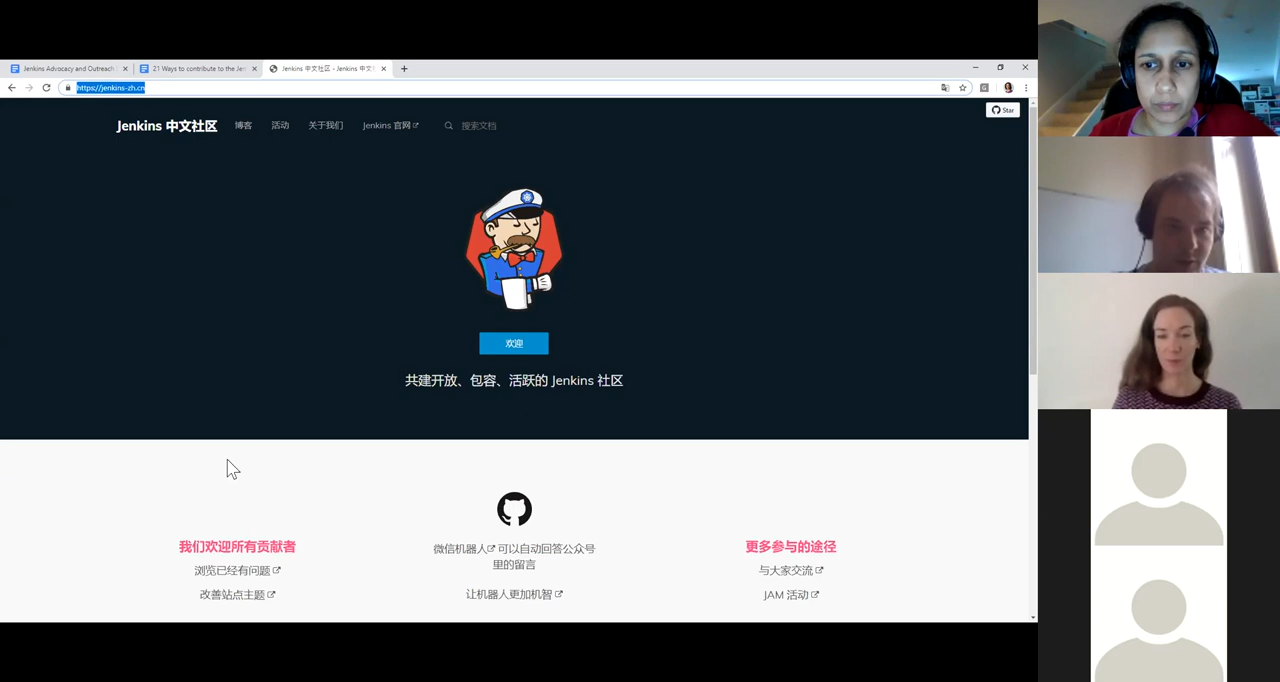 Jenkins Advocacy and Outreach
21 Ways to contribute to the Jen
Jenkins 中文社区 - Jenkins 中文
https://jenkins-zh.cn
Star
Jenkins 中文社区
博客
活动
关于我们
Jenkins 官网
搜索文档
欢迎
共建开放、包容、活跃的 Jenkins 社区
我们欢迎所有贡献者
浏览已经有问题
改善站点主题
微信机器人 可以自动回答公众号
里的留言
让机器人更加机智
更多参与的途径
与大家交流
JAM 活动